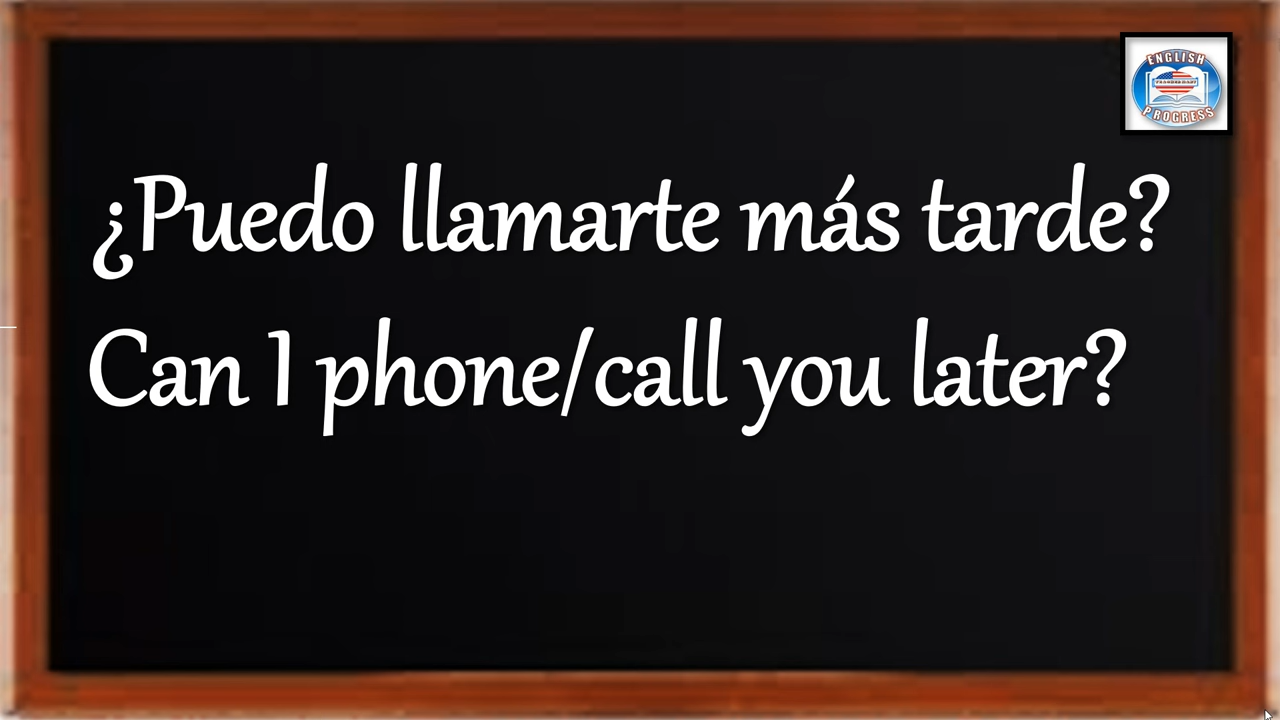 ENGLISH
PROGRESS
¿Puedo llamarte más tarde?
Can I phone/call you later?